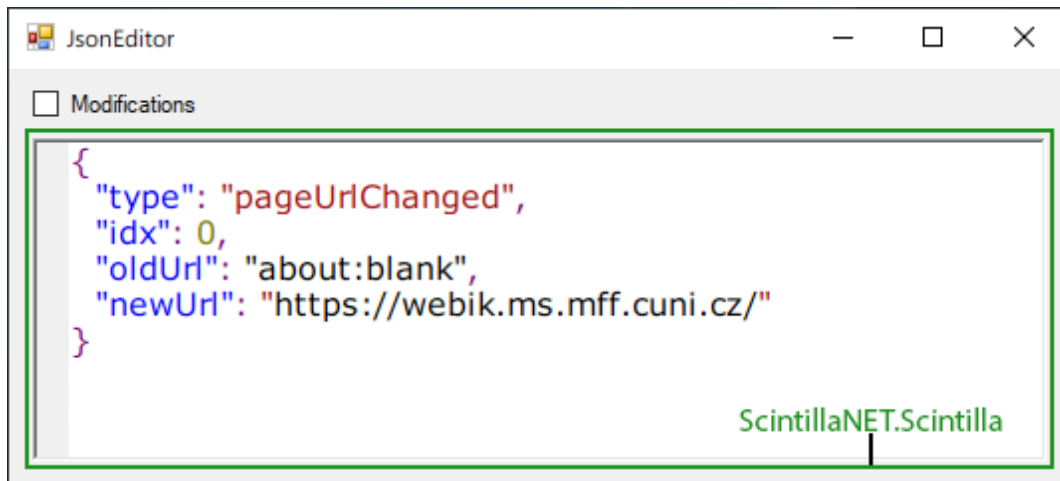 JsonEditor
Modifications
{
"type": "pageUrlChanged",
"idx": 0,
"oldUrl": "about:blank",
"newUrl": "https://webik.ms.mff.cuni.cz/"
}
ScintillaNET.Scintilla